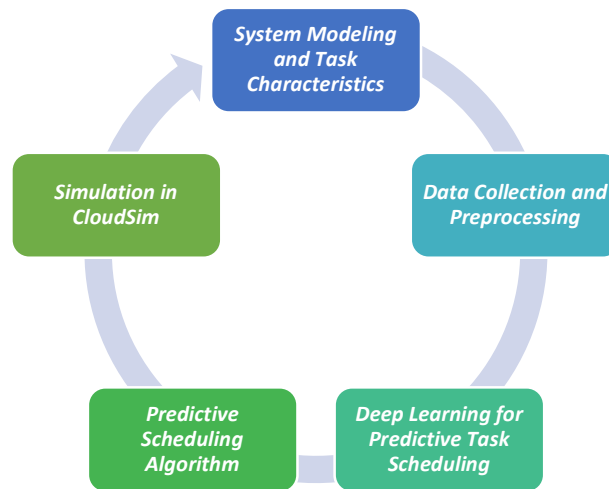 System Modeling
and Task
Characteristics
Data Collection and
Preprocessing
Deep Learning for
Predictive Task
Scheduling
Predictive
Scheduling
Algorithm
Simulation in
CloudSim